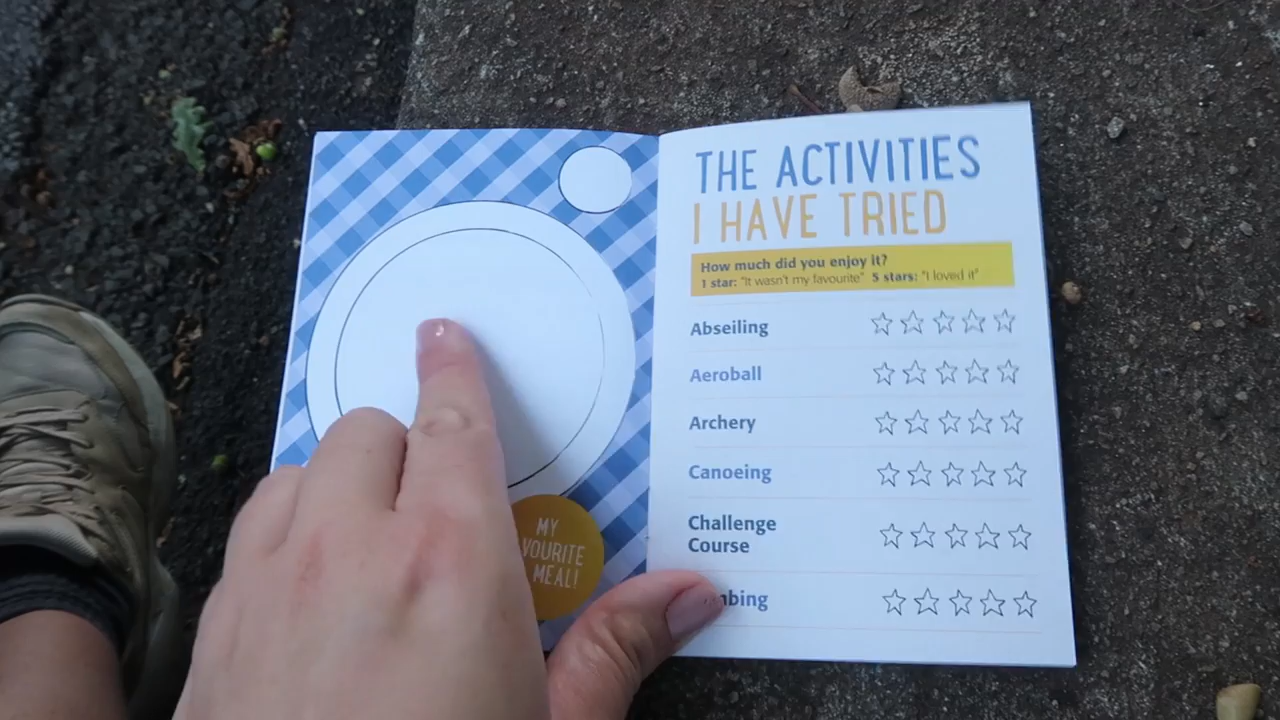 MY
MEAL!
THE ACTIVITIES
I HAVE TRIED
How much did you enjoy it?
1 star: "It wasn't my favourite" 5 stars: "I loved it"
Abseiling
Aeroball
Archery
Canoeing
Challenge
Course